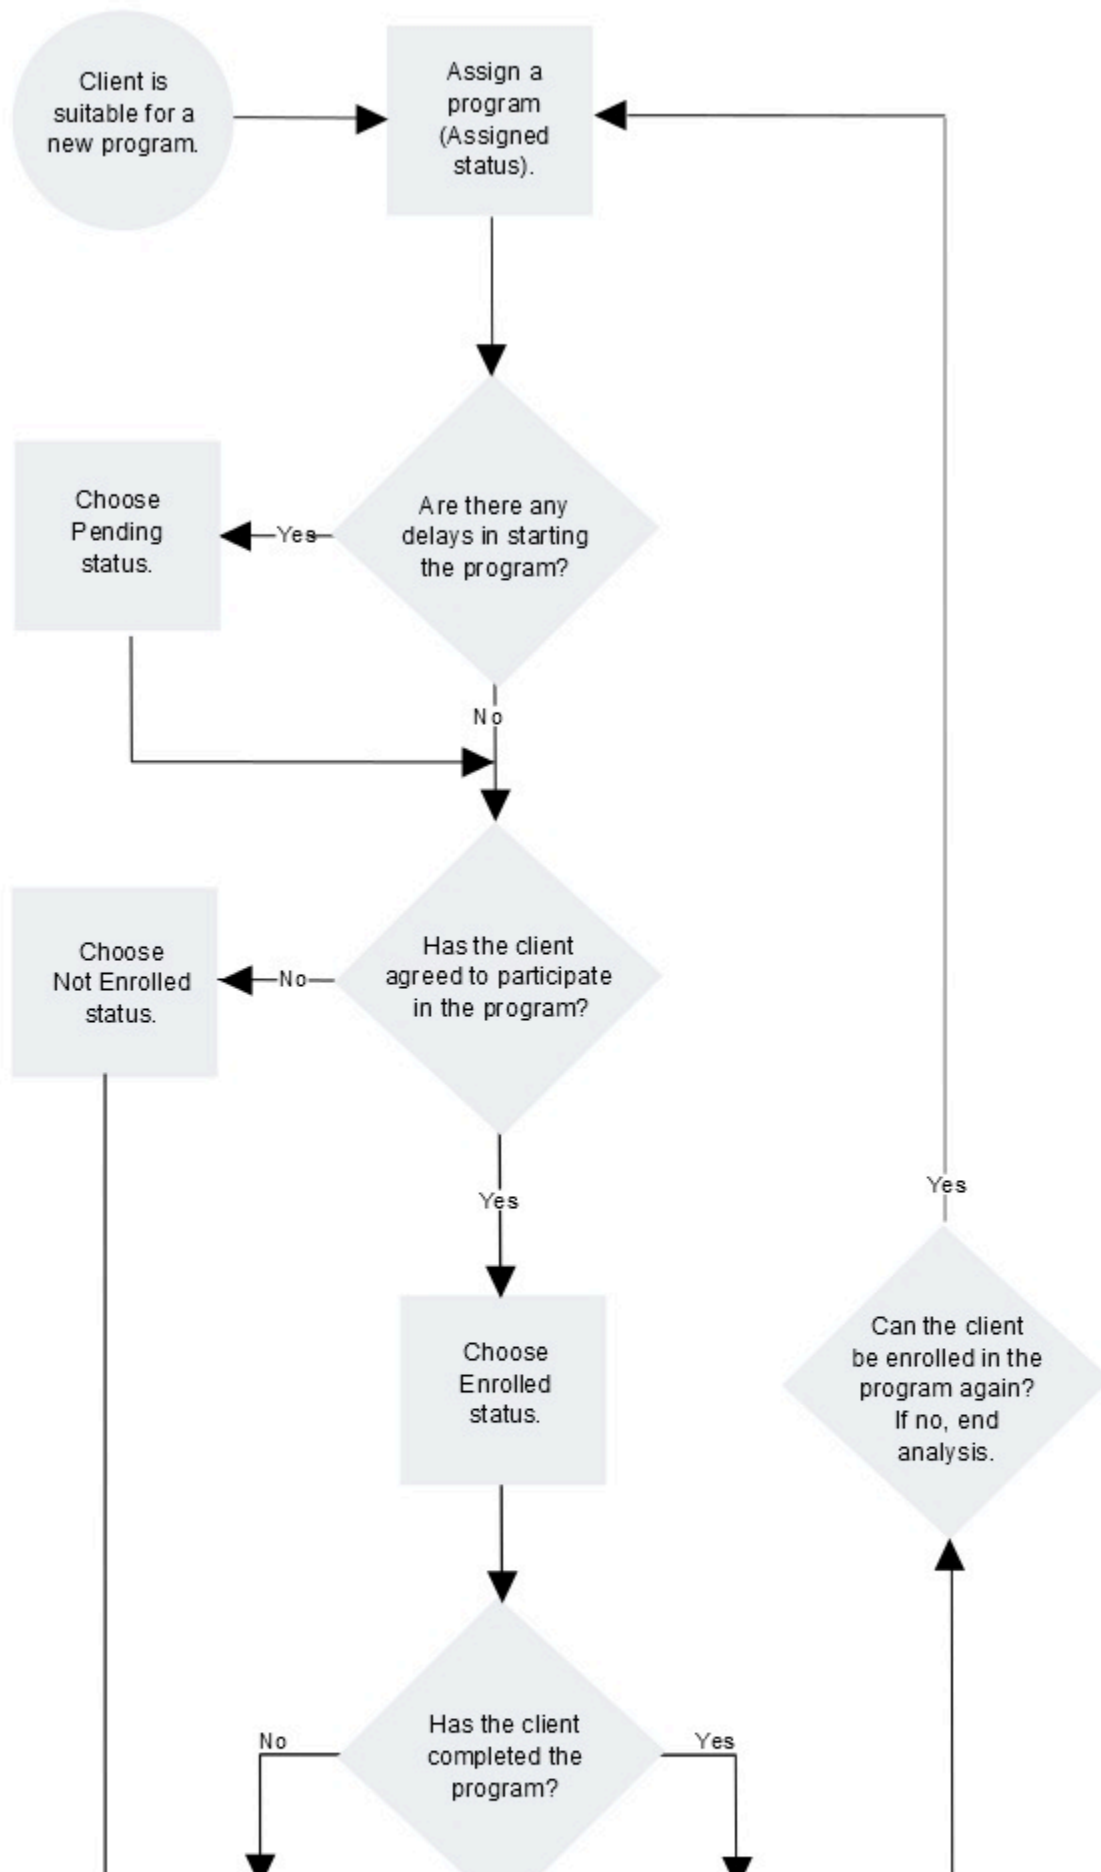 Client is
suitable for a
new program.
Assign a
program
(Assigned
status).
Choose
Pending
status.
Yes
Are there any
delays in starting
the program?
No
Choose
Not Enrolled
status.
No
Has the client
agreed to participate
in the program?
Yes
Yes
Choose
Enrolled
status.
Can the client
be enrolled in the
program again?
If no, end
analysis.
No
Has the client
completed the
program?
Yes